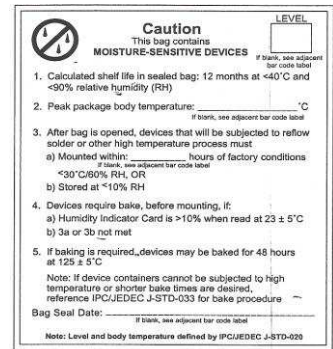 LEVEL
Caution
This bag contains
MOISTURE-SENSITIVE DEVICES
If blank, see adjacent
bar code label
1. Calculated shelf life in sealed bag: 12 months at <40°C and
<90% relative humidity (RH)
2. Peak package body temperature: ____________ °C
If blank, see adjacent bar code label
3. After bag is opened, devices that will be subjected to reflow
solder or other high temperature process must
a) Mounted within: ________ hours of factory conditions
If blank, see adjacent bar code label
<30°C/60% RH, OR
b) Stored at <10% RH
4. Devices require bake, before mounting, if:
a) Humidity Indicator Card is >10% when read at 23 ± 5°C
b) 3a or 3b not met
5. If baking is required, devices may be baked for 48 hours
at 125 ± 5°C
Note: If device containers cannot be subjected to high
temperature or shorter bake times are desired,
reference IPC/JEDEC J-STD-033 for bake procedure
Bag Seal Date: ____________
If blank, see adjacent bar code label
Note: Level and body temperature defined by IPC/JEDEC J-STD-020